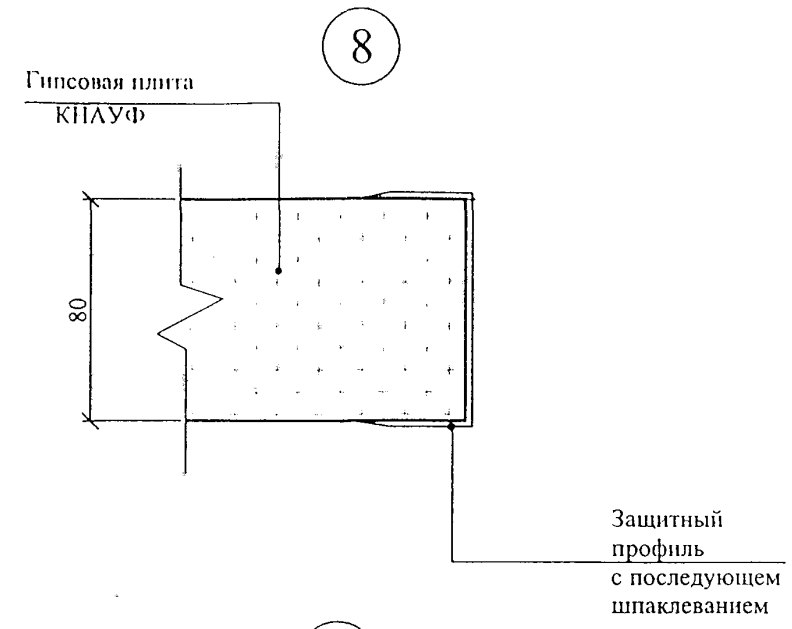 8
Гипсовая плита
КНАУФ
80
Защитный
профиль
с последующем
шпаклеванием